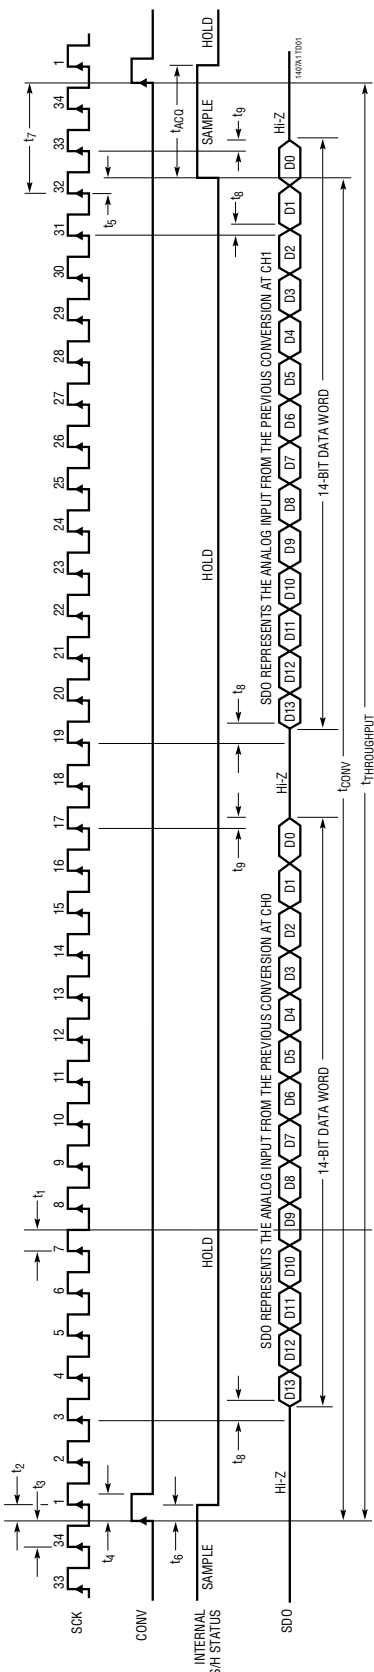 t2 t7
t3 t1
33 34 1 2 3 4 5 6 7 8 9 10 11 12 13 14 15 16 17 18 19 20 21 22 23 24 25 26 27 28 29 30 31 32 33 34 1
SCK
t4 t5
CONV
t6 tACQ
INTERNAL
S/H STATUS
SAMPLE HOLD HOLD SAMPLE HOLD
t8 t9 t8 t8 t9
SDO REPRESENTS THE ANALOG INPUT FROM THE PREVIOUS CONVERSION AT CH0
SDO REPRESENTS THE ANALOG INPUT FROM THE PREVIOUS CONVERSION AT CH1
Hi-Z Hi-Z Hi-Z
SDO
D13 D12 D11 D10 D9 D8 D7 D6 D5 D4 D3 D2 D1 D0
D13 D12 D11 D10 D9 D8 D7 D6 D5 D4 D3 D2 D1 D0
1407A1 TD01
14-BIT DATA WORD
14-BIT DATA WORD
tCONV
tTHROUGHPUT